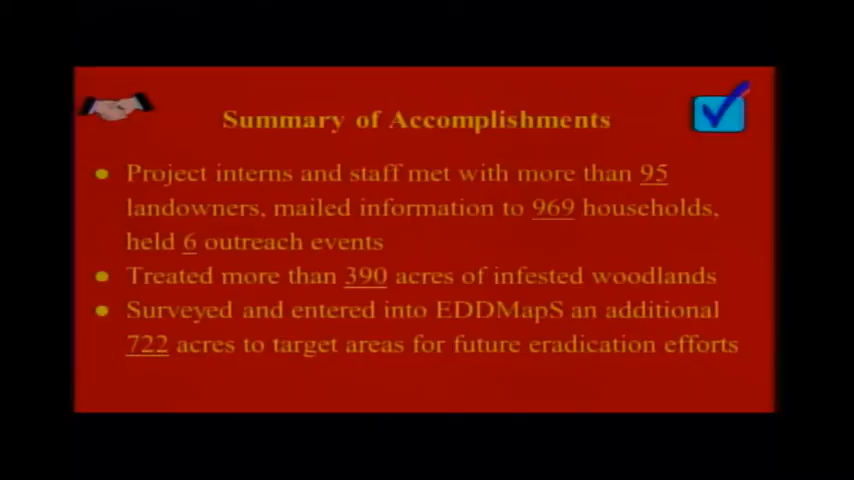 Summary of Accomplishments
Project interns and staff met with more than 95
landowners, mailed information to 969 households,
held 6 outreach events
Treated more than 390 acres of infested woodlands
Surveyed and entered into EDDMapS an additional
722 acres to target areas for future eradication efforts